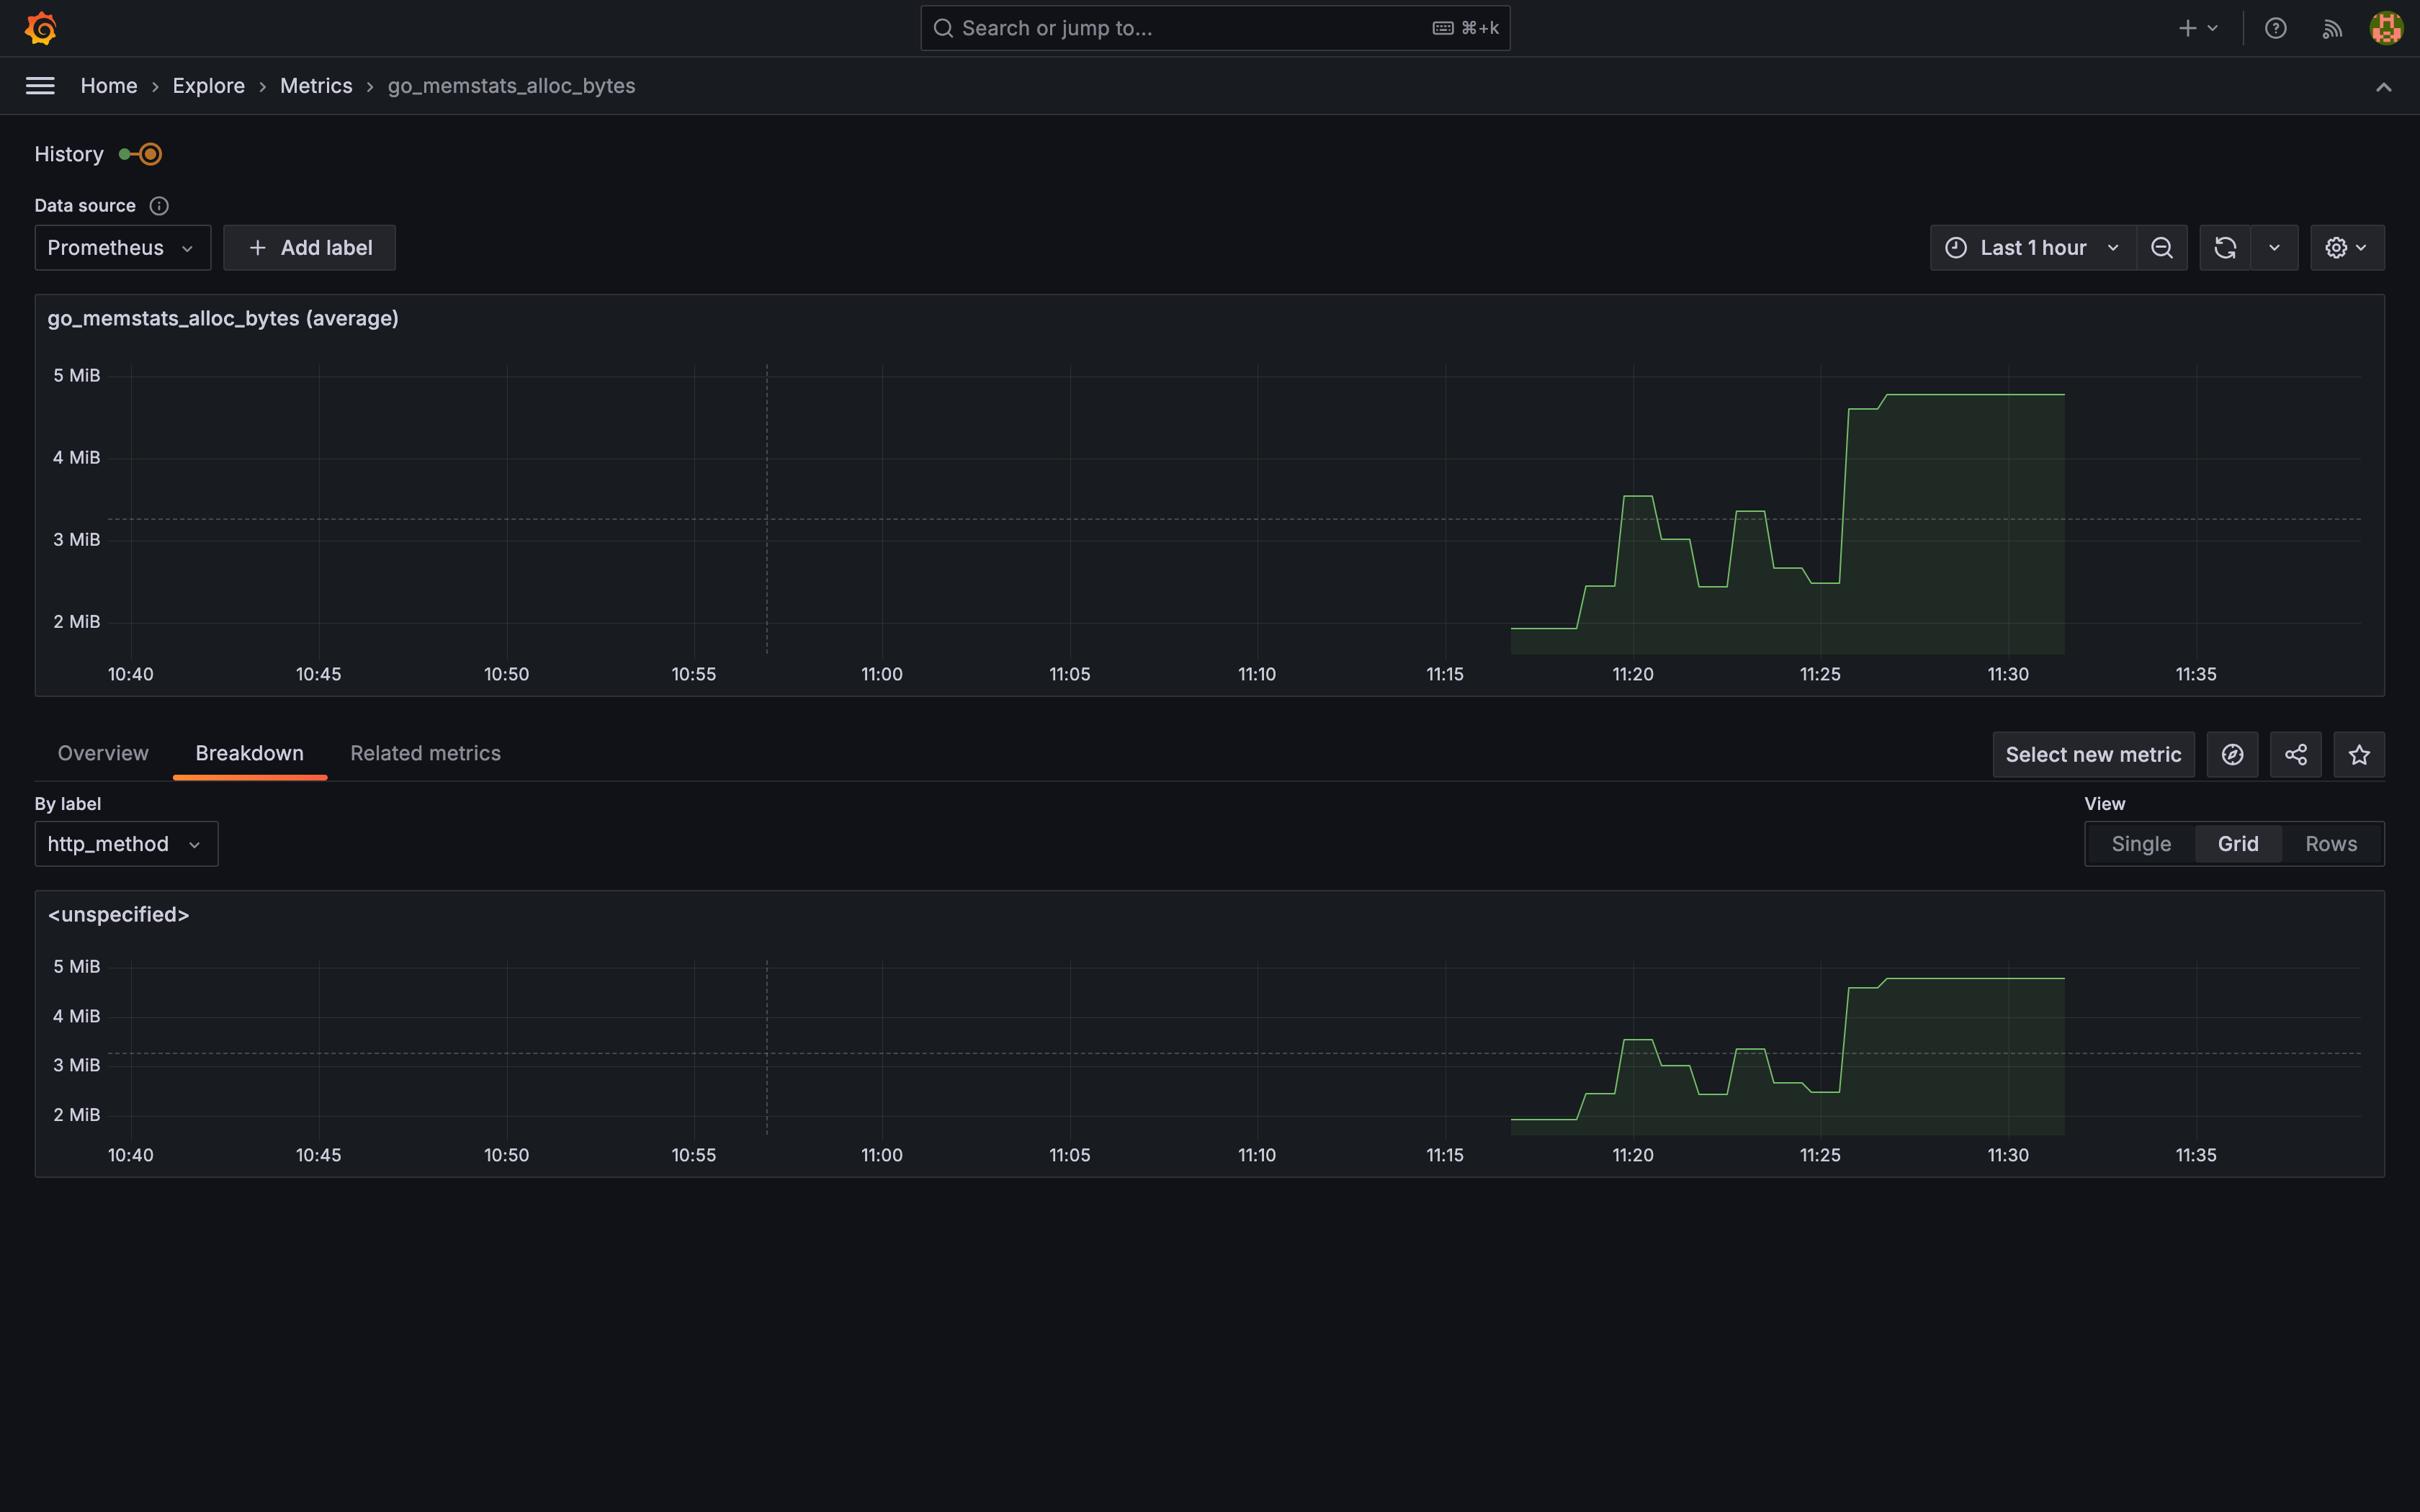 Search or jump to... ⌘+k
Home › Explore › Metrics › go_memstats_alloc_bytes
History
Data source
Prometheus + Add label Last 1 hour
go_memstats_alloc_bytes (average)
5 MiB
4 MiB
3 MiB
2 MiB
10:40 10:45 10:50 10:55 11:00 11:05 11:10 11:15 11:20 11:25 11:30 11:35
Overview Breakdown Related metrics Select new metric
By label View
http_method Single Grid Rows
<unspecified>
5 MiB
4 MiB
3 MiB
2 MiB
10:40 10:45 10:50 10:55 11:00 11:05 11:10 11:15 11:20 11:25 11:30 11:35